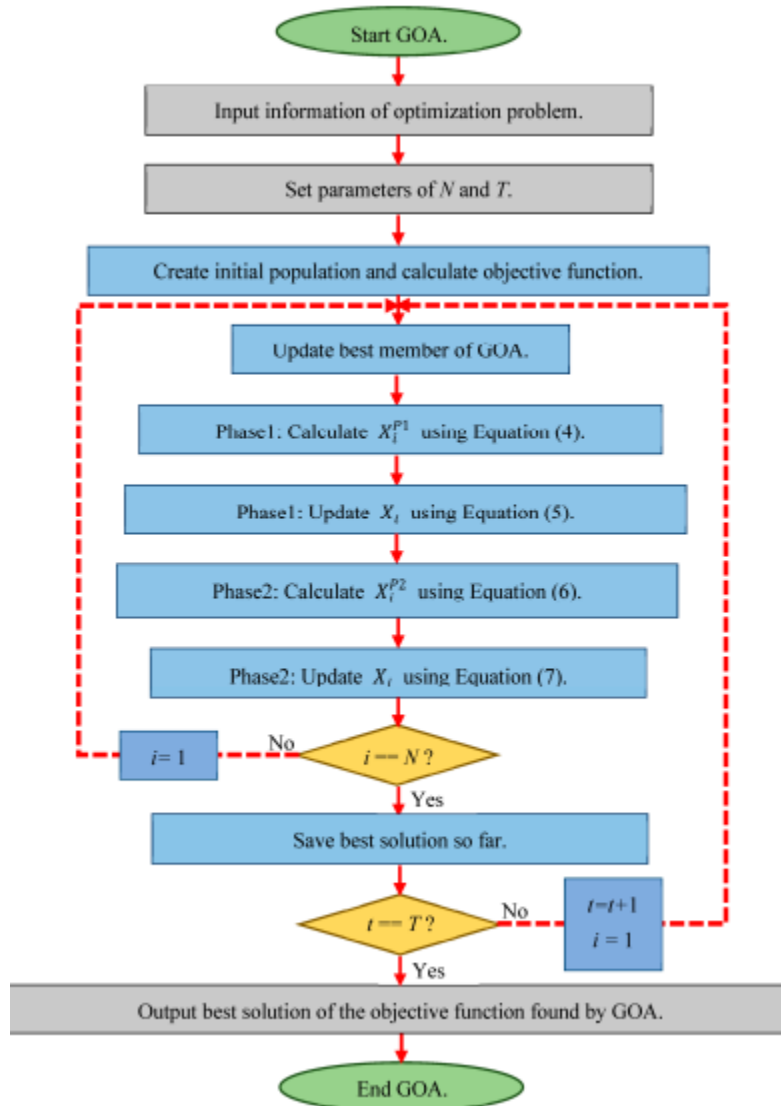 Start GOA.
Input information of optimization problem.
Set parameters of N and T.
Create initial population and calculate objective function.
Update best member of GOA.
Phase1: Calculate X_i^{P1} using Equation (4).
Phase1: Update X_i using Equation (5).
Phase2: Calculate X_i^{P2} using Equation (6).
Phase2: Update X_i using Equation (7).
i = 1
No
i == N ?
Yes
Save best solution so far.
t == T ?
No
t=t+1
i = 1
Yes
Output best solution of the objective function found by GOA.
End GOA.